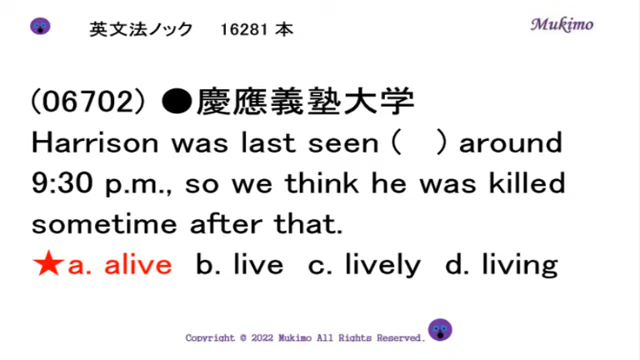 英文法ノック 16281 本
Mukimo
(06702) ●慶應義塾大学
Harrison was last seen ( ) around
9:30 p.m., so we think he was killed
sometime after that.
★a. alive b. live c. lively d. living
Copyright © 2022 Mukimo All Rights Reserved.